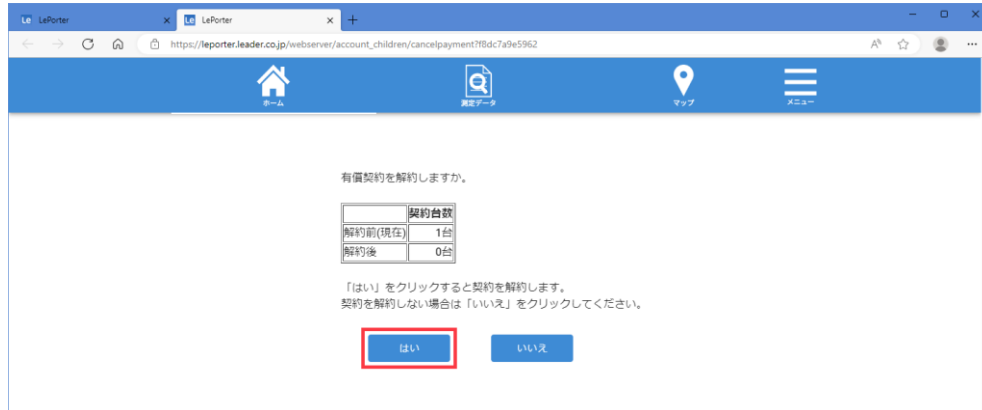 Le LePorter
Le LePorter
https://leporter.leader.co.jp/webserver/account_children/cancelpayment?f8dc7a9e5962
ホーム
測定データ
マップ
メニュー
有償契約を解約しますか。
契約台数
解約前(現在) 1台
解約後 0台
「はい」をクリックすると契約を解約します。
契約を解約しない場合は「いいえ」をクリックしてください。
はい
いいえ